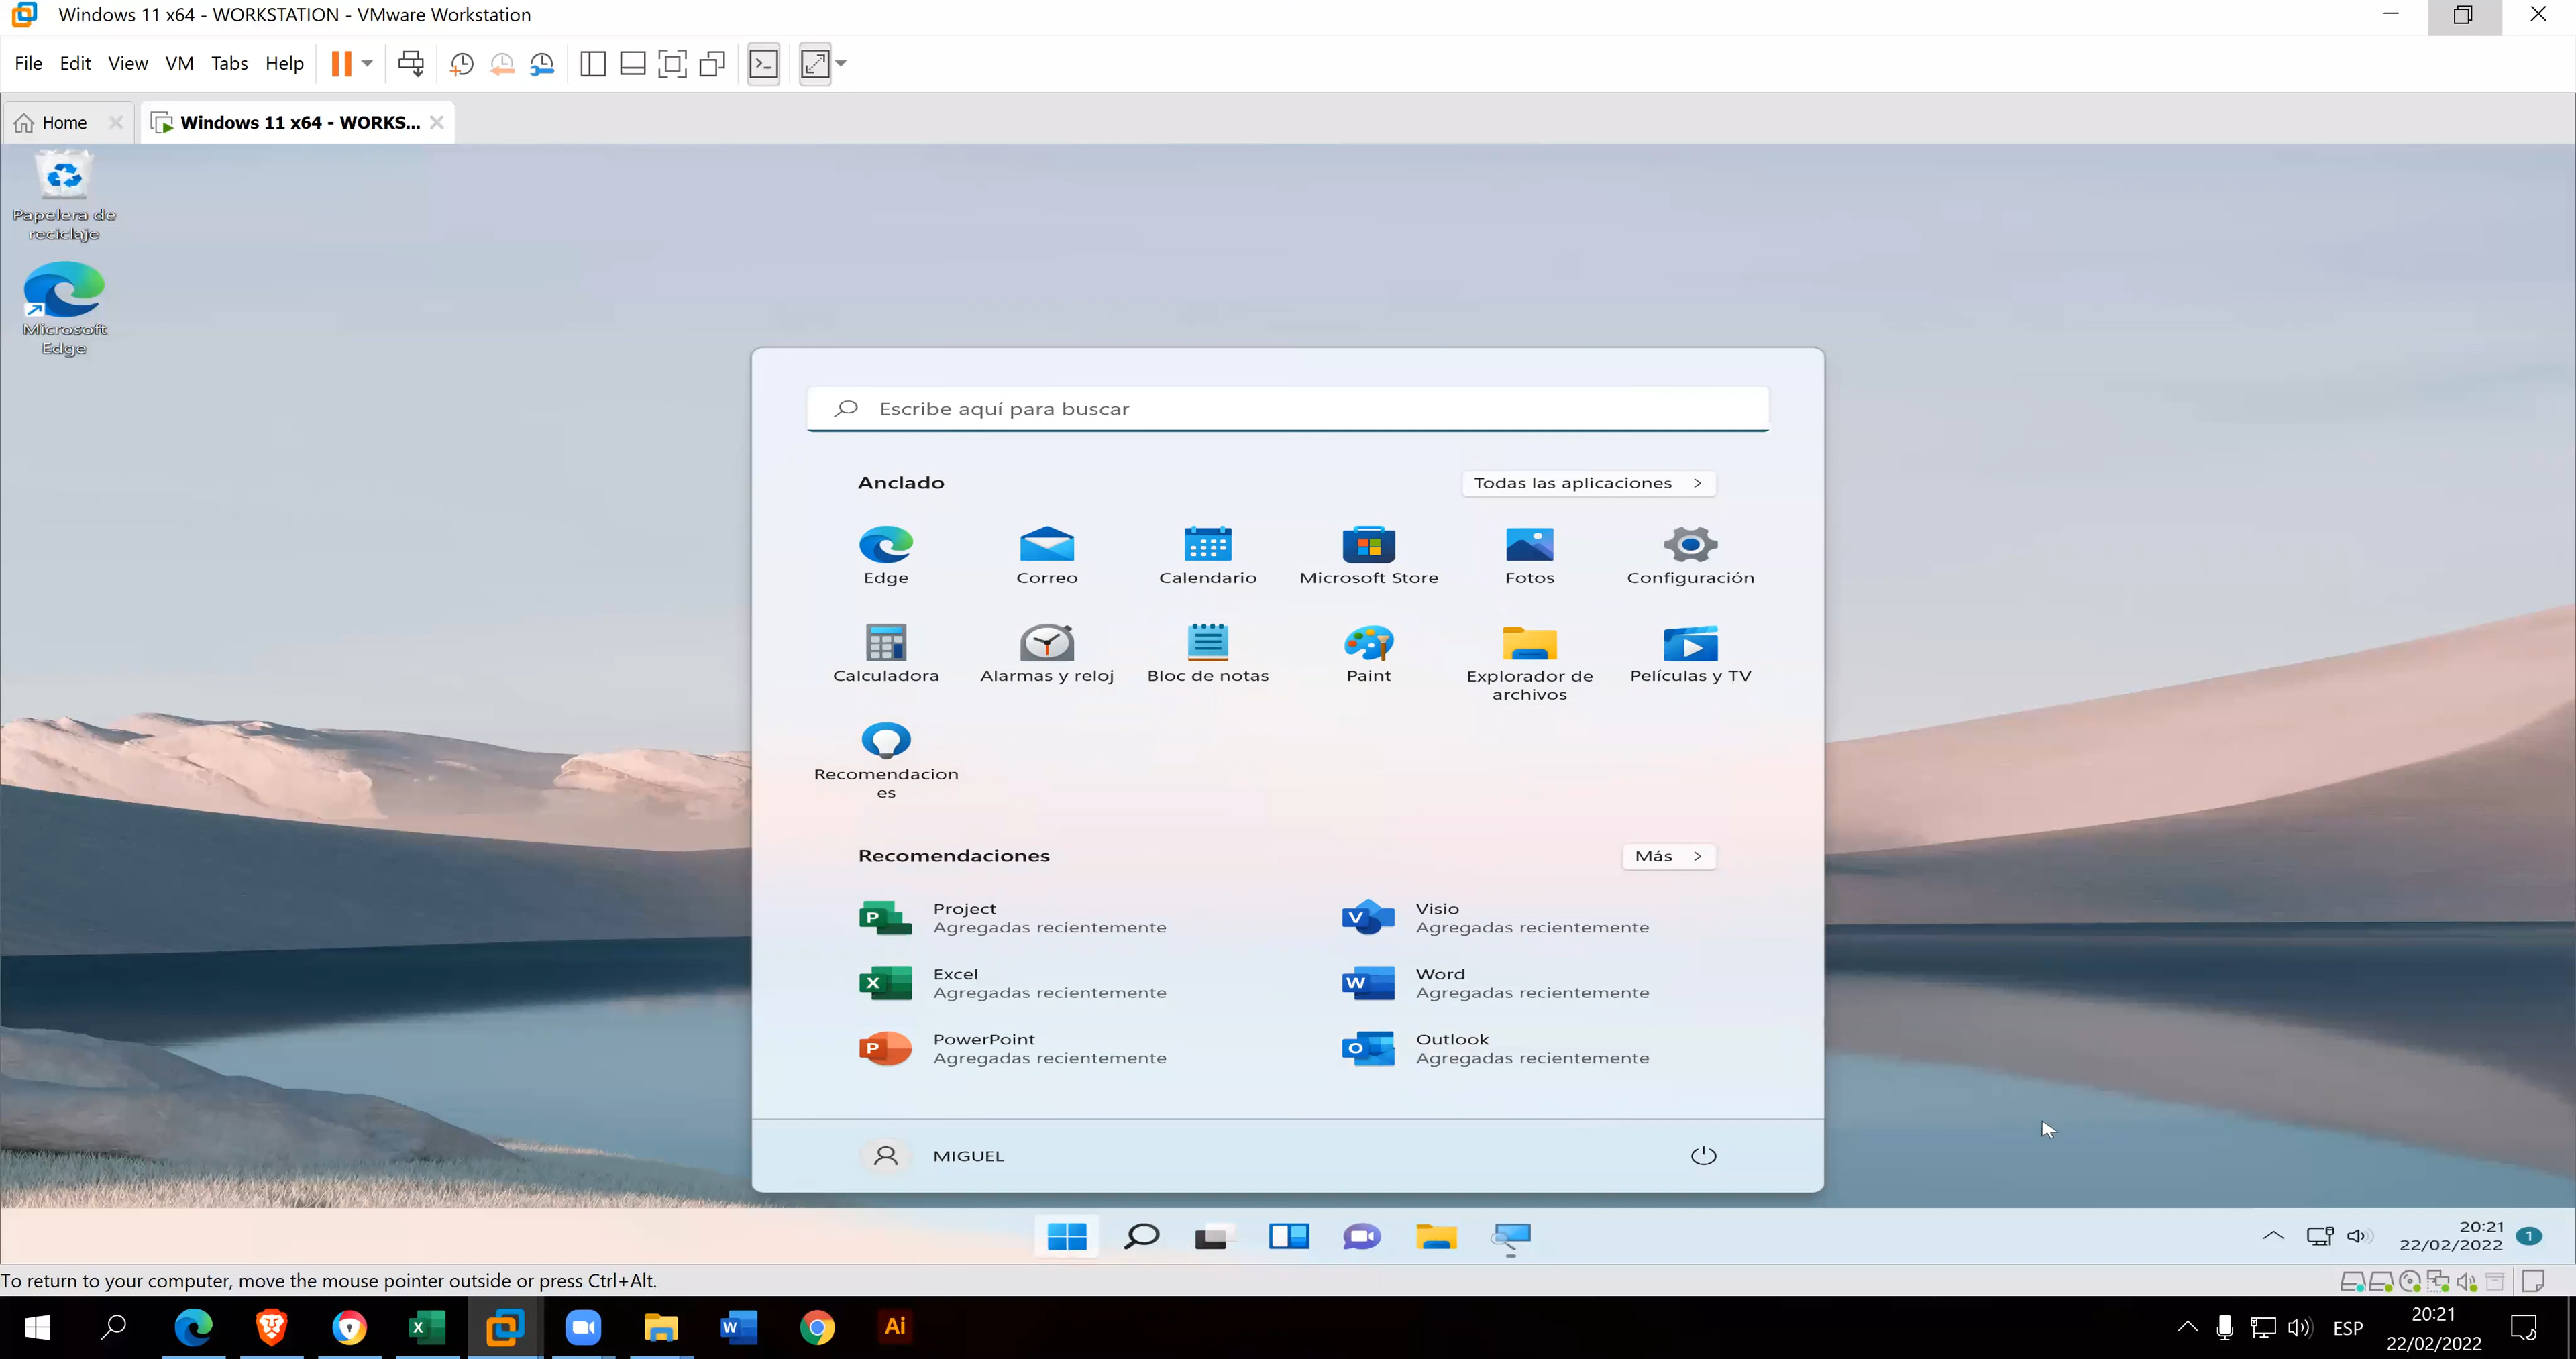 Windows 11 x64 - WORKSTATION - VMware Workstation
File Edit View VM Tabs Help
Home
Windows 11 x64 - WORKS...
Papelera de
reciclaje
Microsoft
Edge
Escribe aquí para buscar
Anclado
Todas las aplicaciones
Edge
Correo
Calendario
Microsoft Store
Fotos
Configuración
Calculadora
Alarmas y reloj
Bloc de notas
Paint
Explorador de
archivos
Películas y TV
Recomendacion
es
Recomendaciones
Más
Project
Agregadas recientemente
Visio
Agregadas recientemente
Excel
Agregadas recientemente
Word
Agregadas recientemente
PowerPoint
Agregadas recientemente
Outlook
Agregadas recientemente
MIGUEL
20:21
22/02/2022
1
To return to your computer, move the mouse pointer outside or press Ctrl+Alt.
Ai
ESP
20:21
22/02/2022